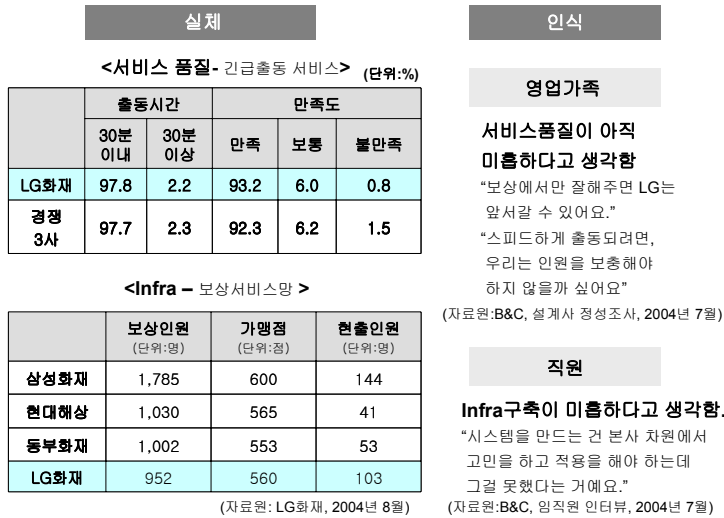 실체
<서비스 품질- 긴급출동 서비스> (단위:%)
출동시간 만족도
30분 이내 30분 이상 만족 보통 불만족
LG화재 97.8 2.2 93.2 6.0 0.8
경쟁 3사 97.7 2.3 92.3 6.2 1.5
<Infra – 보상서비스망 >
보상인원 가맹점 현출인원
(단위:명) (단위:점) (단위:명)
삼성화재 1,785 600 144
현대해상 1,030 565 41
동부화재 1,002 553 53
LG화재 952 560 103
(자료원: LG화재, 2004년 8월)
인식
영업가족
서비스품질이 아직
미흡하다고 생각함
“보상에서만 잘해주면 LG는
앞서갈 수 있어요.”
“스피드하게 출동되려면,
우리는 인원을 보충해야
하지 않을까 싶어요”
(자료원:B&C, 설계사 정성조사, 2004년 7월)
직원
Infra구축이 미흡하다고 생각함.
“시스템을 만드는 건 본사 차원에서
고민을 하고 적용을 해야 하는데
그걸 못했다는 거예요.”
(자료원:B&C, 임직원 인터뷰, 2004년 7월)